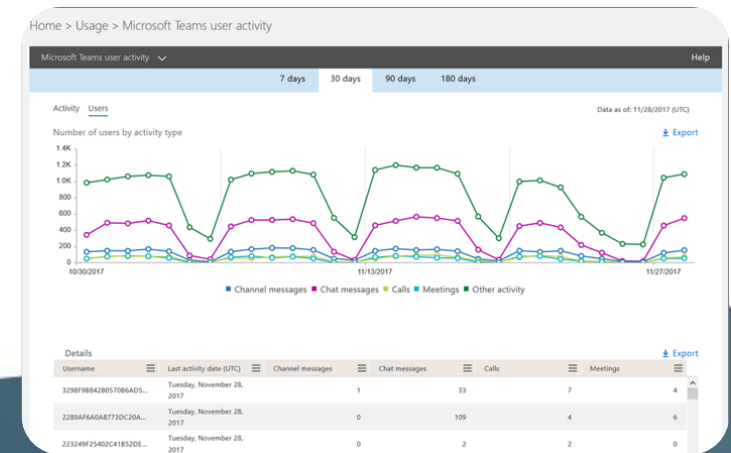 Home > Usage > Microsoft Teams user activity
Microsoft Teams user activity Help
7 days 30 days 90 days 180 days
Activity Users Data as of: 11/28/2017 (UTC)
Number of users by activity type Export
1.4K
1.2K
1.0K
800
600
400
200
0
10/30/2017 11/13/2017 11/27/2017
Channel messages Chat messages Calls Meetings Other activity
Details Export
Username Last activity date (UTC) Channel messages Chat messages Calls Meetings
3298F9B842B0570B6AD5... Tuesday, November 28, 2017 1 33 7 4
2289AF6A0A8773DC20A... Tuesday, November 28, 2017 0 109 4 6
223249F25402C41B52DE... Tuesday, November 28, 2017 0 2 2 0